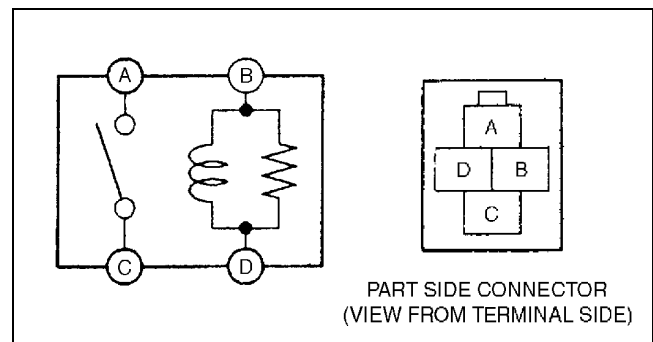 A B
C D
A
D B
C
PART SIDE CONNECTOR
(VIEW FROM TERMINAL SIDE)